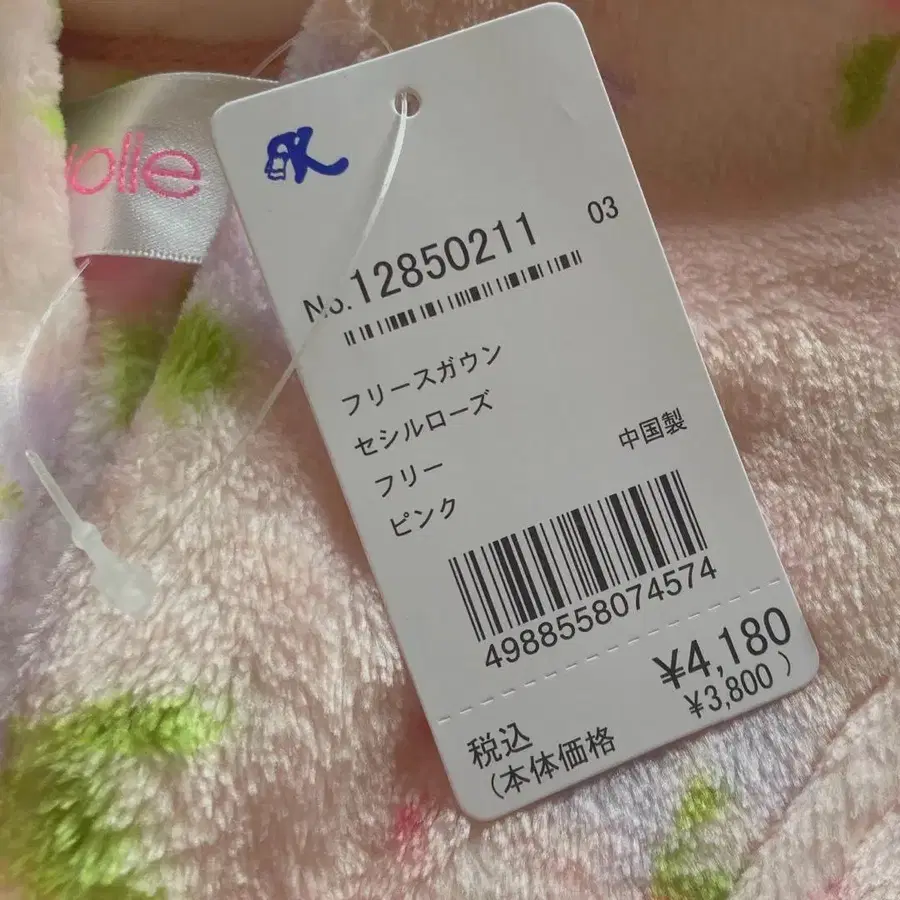 olle
No.12850211
03
フリースガウン
セシルローズ
フリー
中国製
ピンク
4988558074574
税込 ¥4,180
(本体価格 ¥3,800 )